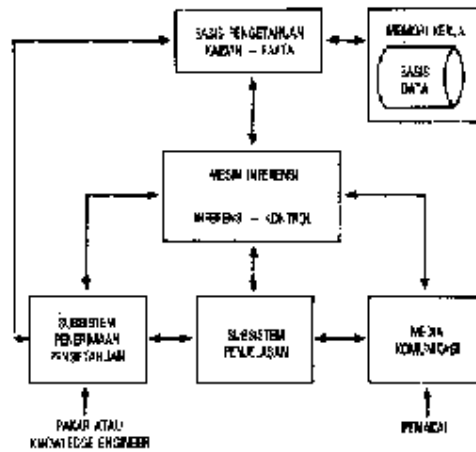 BASIS PENGETAHUAN
KAIDAH — FAKTA
MEMORI KERJA
BASIS
DATA
MESIN INFERENSI
INFERENSI — KONTROL
SUBSISTEM
PENERIMAAN
PENGETAHUAN
SUBSISTEM
PENJELASAN
MEDIA
KOMUNIKASI
PAKAR ATAU
KNOWLEDGE ENGINEER
PEMAKAI